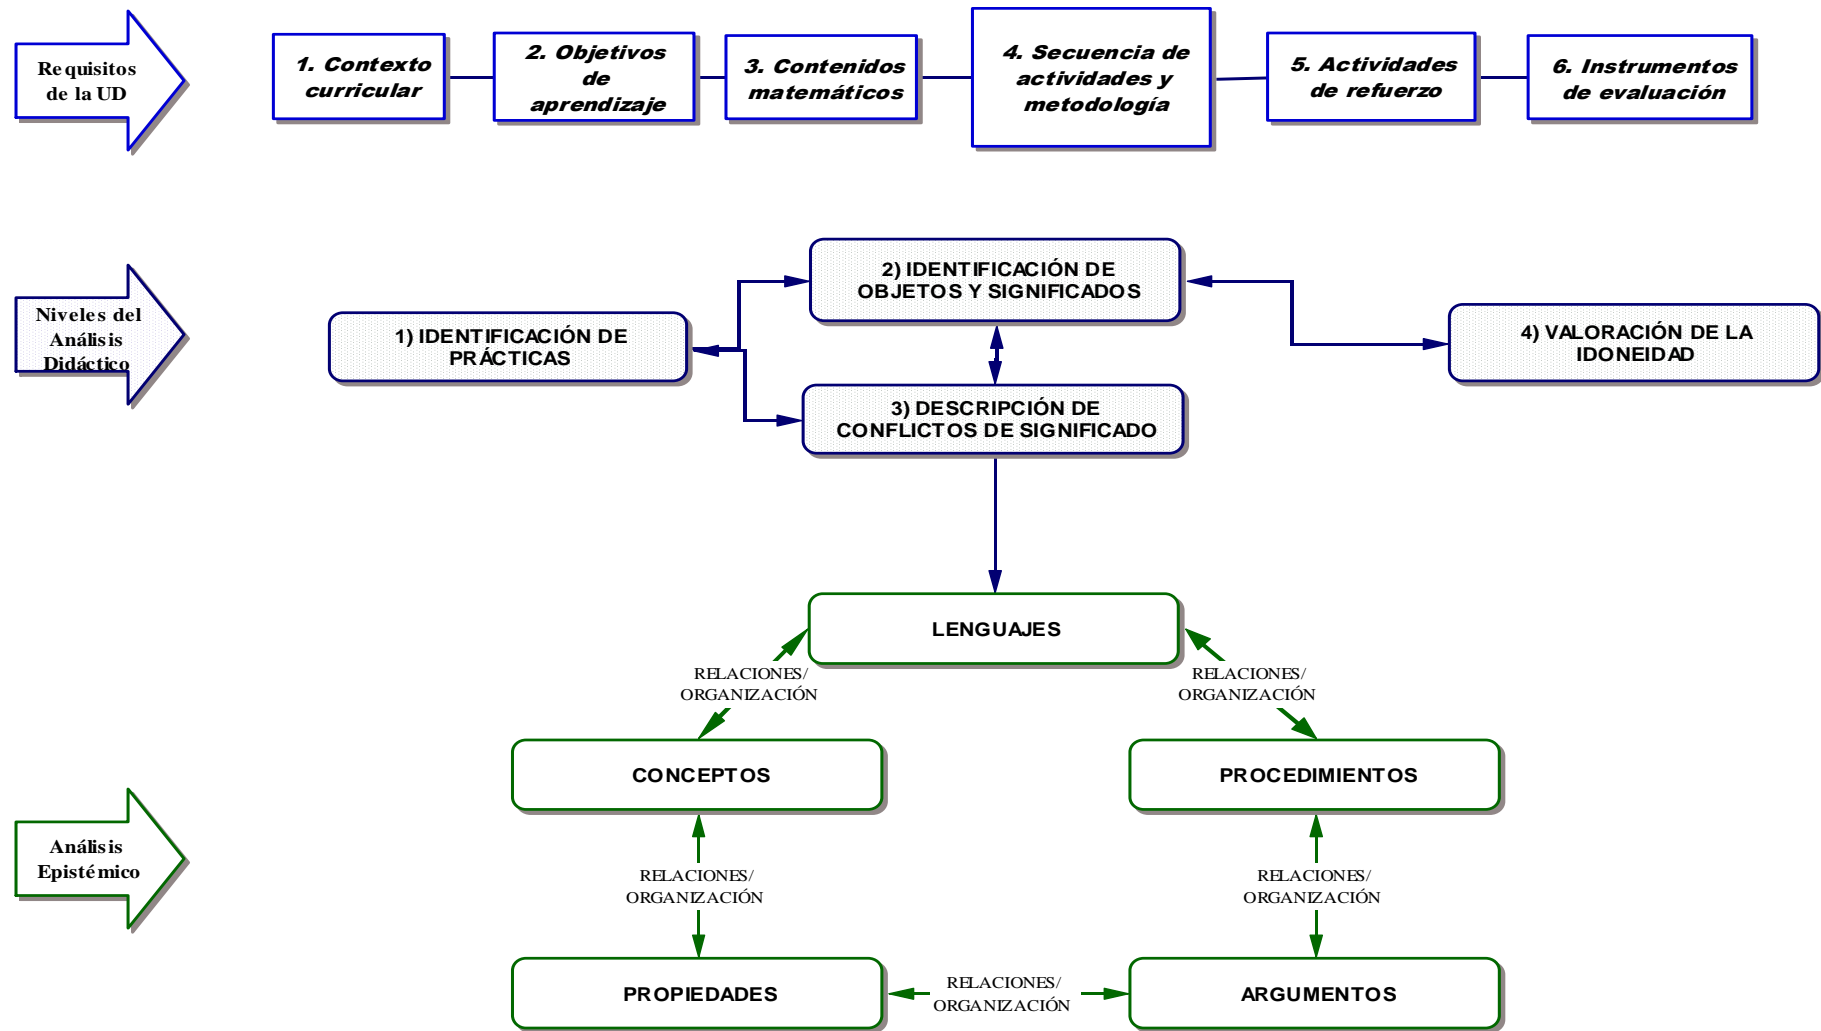 Requisitos
de la UD
1. Contexto
curricular
2. Objetivos
de
aprendizaje
3. Contenidos
matemáticos
4. Secuencia de
actividades y
metodología
5. Actividades
de refuerzo
6. Instrumentos
de evaluación
Niveles del
Análisis
Didáctico
1) IDENTIFICACIÓN DE
PRÁCTICAS
2) IDENTIFICACIÓN DE
OBJETOS Y SIGNIFICADOS
3) DESCRIPCIÓN DE
CONFLICTOS DE SIGNIFICADO
4) VALORACIÓN DE LA
IDONEIDAD
LENGUAJES
RELACIONES/
ORGANIZACIÓN
RELACIONES/
ORGANIZACIÓN
CONCEPTOS
PROCEDIMIENTOS
Análisis
Epistémico
RELACIONES/
ORGANIZACIÓN
RELACIONES/
ORGANIZACIÓN
PROPIEDADES
RELACIONES/
ORGANIZACIÓN
ARGUMENTOS